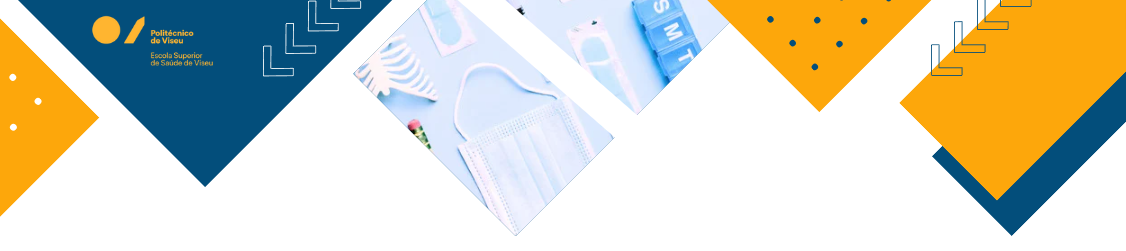 Politécnico
de Viseu
Escola Superior
de Saúde de Viseu
S
M
T